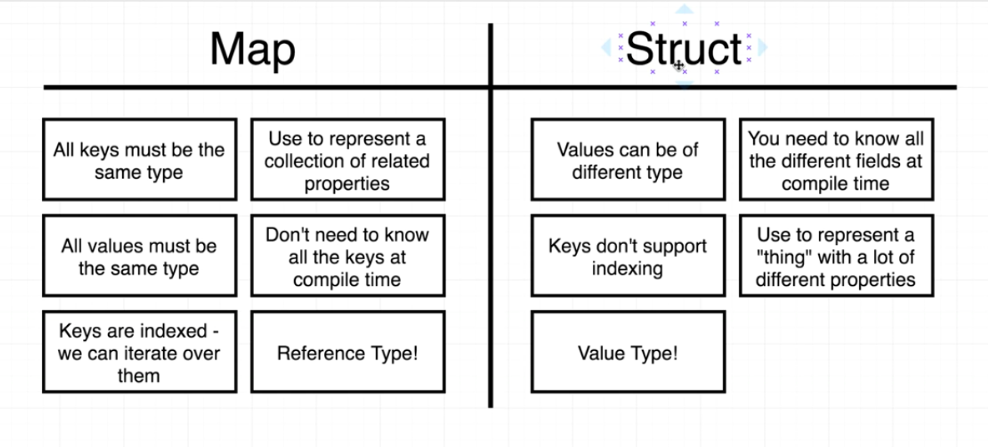 Map
Struct
All keys must be the
same type
Use to represent a
collection of related
properties
Values can be of
different type
You need to know all
the different fields at
compile time
All values must be
the same type
Don't need to know
all the keys at
compile time
Keys don't support
indexing
Use to represent a
"thing" with a lot of
different properties
Keys are indexed -
we can iterate over
them
Reference Type!
Value Type!